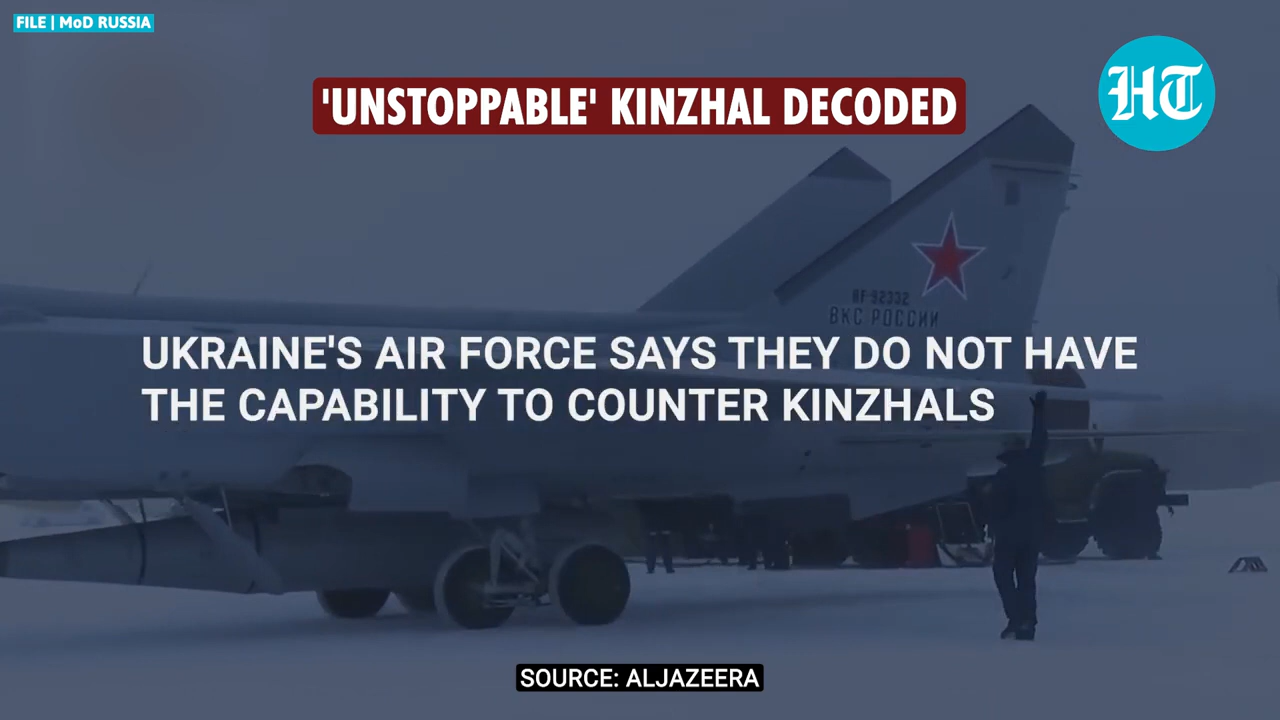 FILE | MoD RUSSIA
'UNSTOPPABLE' KINZHAL DECODED
HT
RF-92332
ВКС РОССИИ
UKRAINE'S AIR FORCE SAYS THEY DO NOT HAVE
THE CAPABILITY TO COUNTER KINZHALS
SOURCE: ALJAZEERA